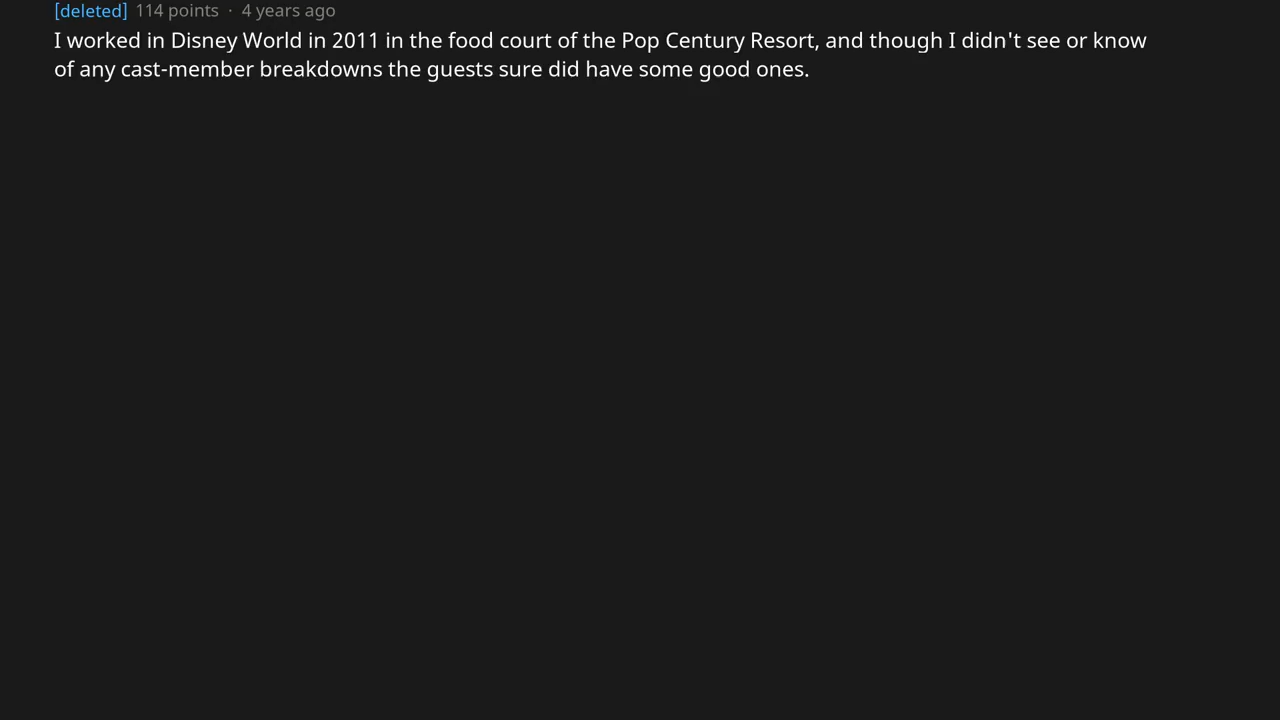 [deleted] 114 points · 4 years ago
I worked in Disney World in 2011 in the food court of the Pop Century Resort, and though I didn't see or know
of any cast-member breakdowns the guests sure did have some good ones.